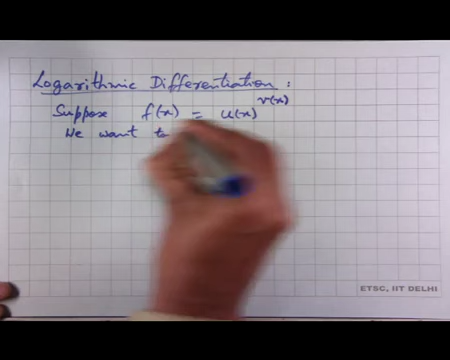 Logarithmic Differentiation :
Suppose f(x) = u(x)^v(x)
We want to
ETSC, IIT DELHI